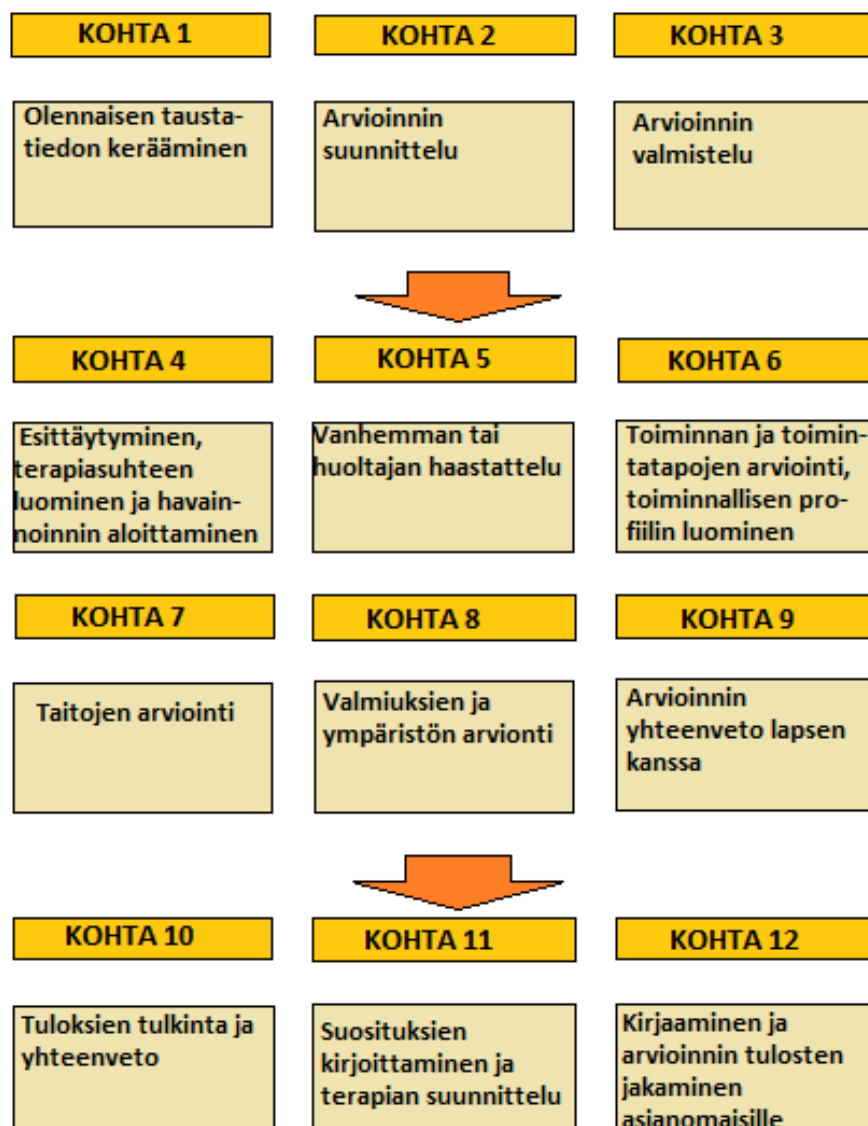 KOHTA 1
KOHTA 2
KOHTA 3
Olennaisen tausta-
tiedon kerääminen
Arvioinnin
suunnittelu
Arvioinnin
valmistelu
KOHTA 4
KOHTA 5
KOHTA 6
Esittäytyminen,
terapiasuhteen
luominen ja havain-
noinnin aloittaminen
Vanhemman tai
huoltajan haastattelu
Toiminnan ja toimin-
tatapojen arviointi,
toiminnallisen pro-
fiilin luominen
KOHTA 7
KOHTA 8
KOHTA 9
Taitojen arviointi
Valmiuksien ja
ympäristön arvionti
Arvioinnin
yhteenveto lapsen
kanssa
KOHTA 10
KOHTA 11
KOHTA 12
Tuloksien tulkinta ja
yhteenveto
Suosituksien
kirjoittaminen ja
terapian suunnittelu
Kirjaaminen ja
arvioinnin tulosten
jakaminen
asianomaisille